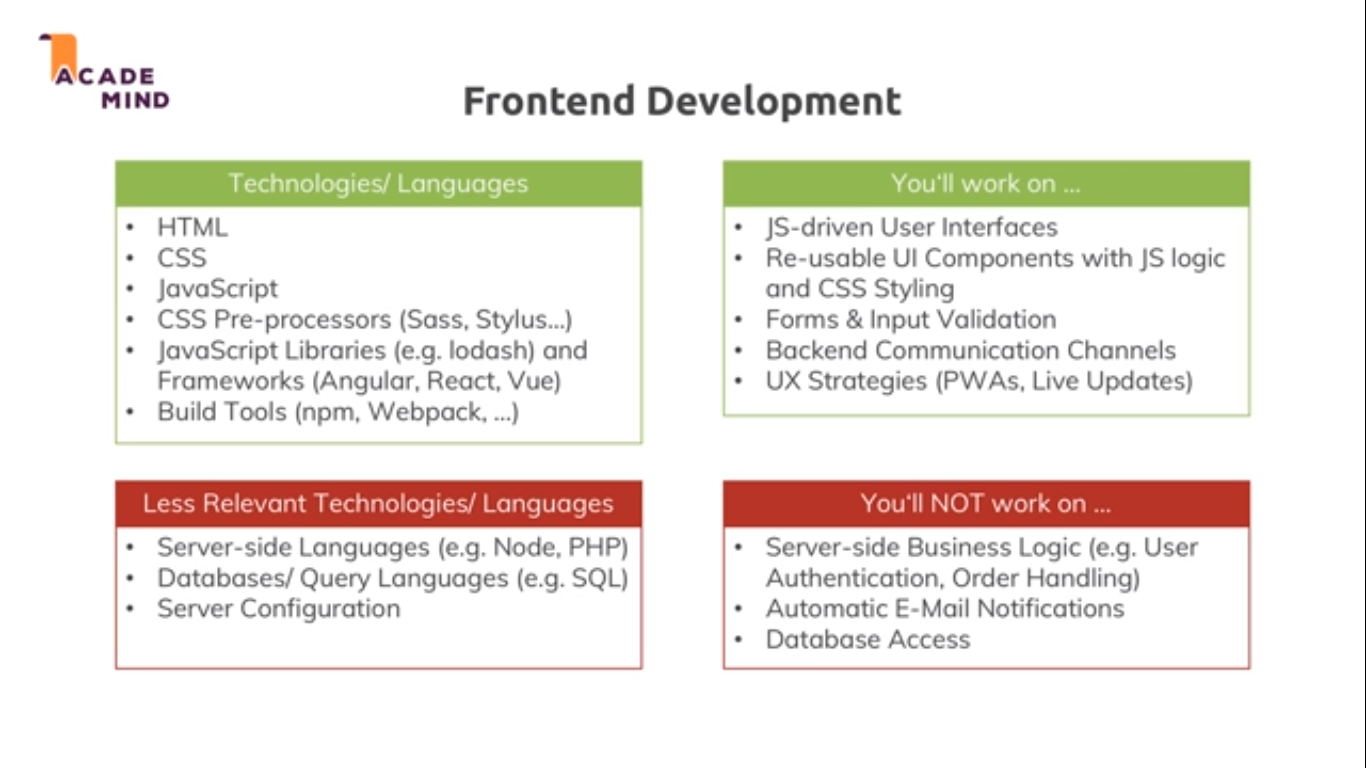 ACADE
MIND
Frontend Development
Technologies/ Languages
• HTML
• CSS
• JavaScript
• CSS Pre-processors (Sass, Stylus...)
• JavaScript Libraries (e.g. lodash) and
Frameworks (Angular, React, Vue)
• Build Tools (npm, Webpack, ...)
You'll work on ...
• JS-driven User Interfaces
• Re-usable UI Components with JS logic
and CSS Styling
• Forms & Input Validation
• Backend Communication Channels
• UX Strategies (PWAs, Live Updates)
Less Relevant Technologies/ Languages
• Server-side Languages (e.g. Node, PHP)
• Databases/ Query Languages (e.g. SQL)
• Server Configuration
You'll NOT work on ...
• Server-side Business Logic (e.g. User
Authentication, Order Handling)
• Automatic E-Mail Notifications
• Database Access